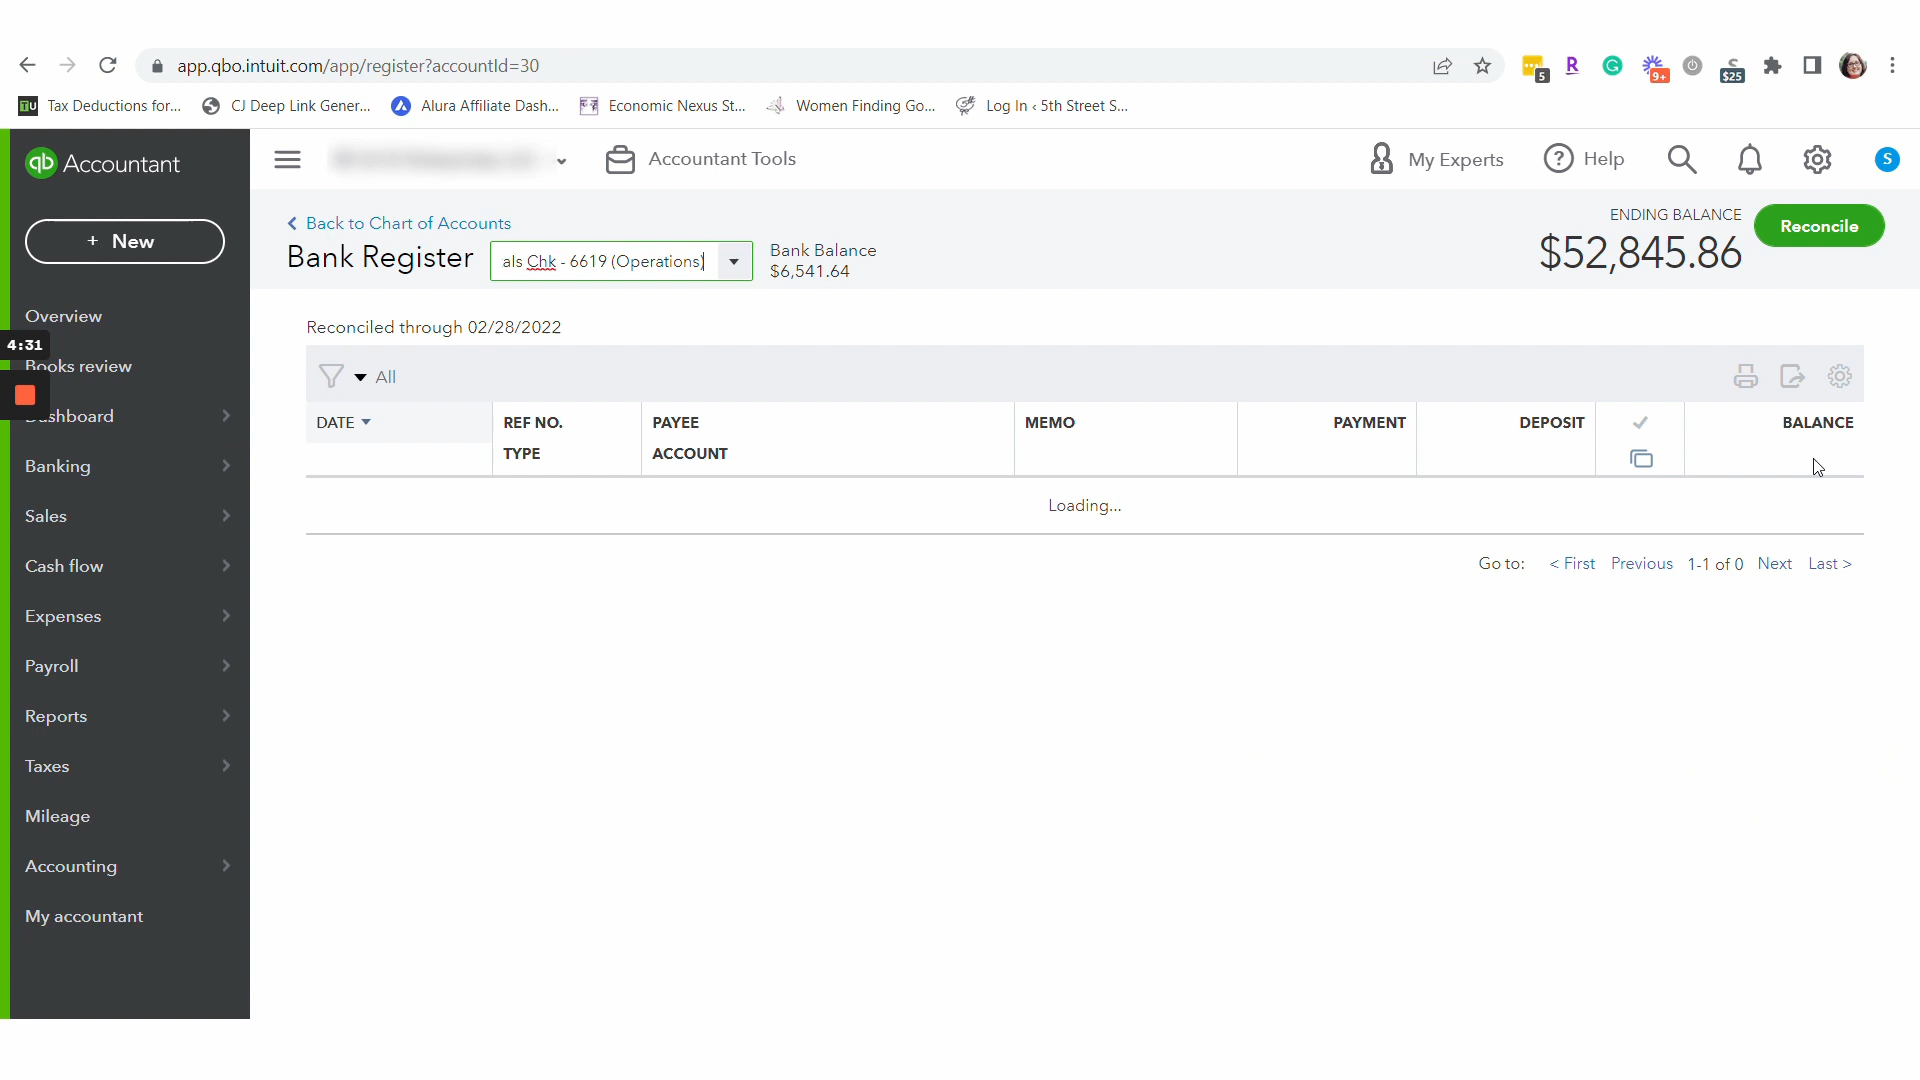 app.qbo.intuit.com/app/register?accountId=30
5
R
G
9+
$25
TU Tax Deductions for... CJ Deep Link Gener... Alura Affiliate Dash... Economic Nexus St... Women Finding Go... Log In ‹ 5th Street S...
qb Accountant
Accountant Tools
My Experts
Help
S
+ New
Back to Chart of Accounts
Bank Register
als Chk - 6619 (Operations)
Bank Balance
$6,541.64
ENDING BALANCE
$52,845.86
Reconcile
Overview
4:31
Books review
shboard
Banking
Sales
Cash flow
Expenses
Payroll
Reports
Taxes
Mileage
Accounting
My accountant
Reconciled through 02/28/2022
All
DATE
REF NO.
TYPE
PAYEE
ACCOUNT
MEMO
PAYMENT
DEPOSIT
BALANCE
Loading...
Go to: < First Previous 1-1 of 0 Next Last >